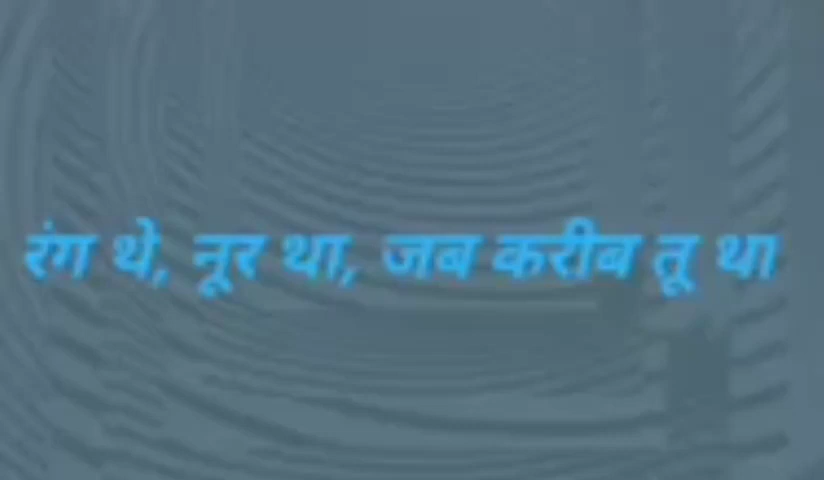 रंग थे, नूर था, जब करीब तू था